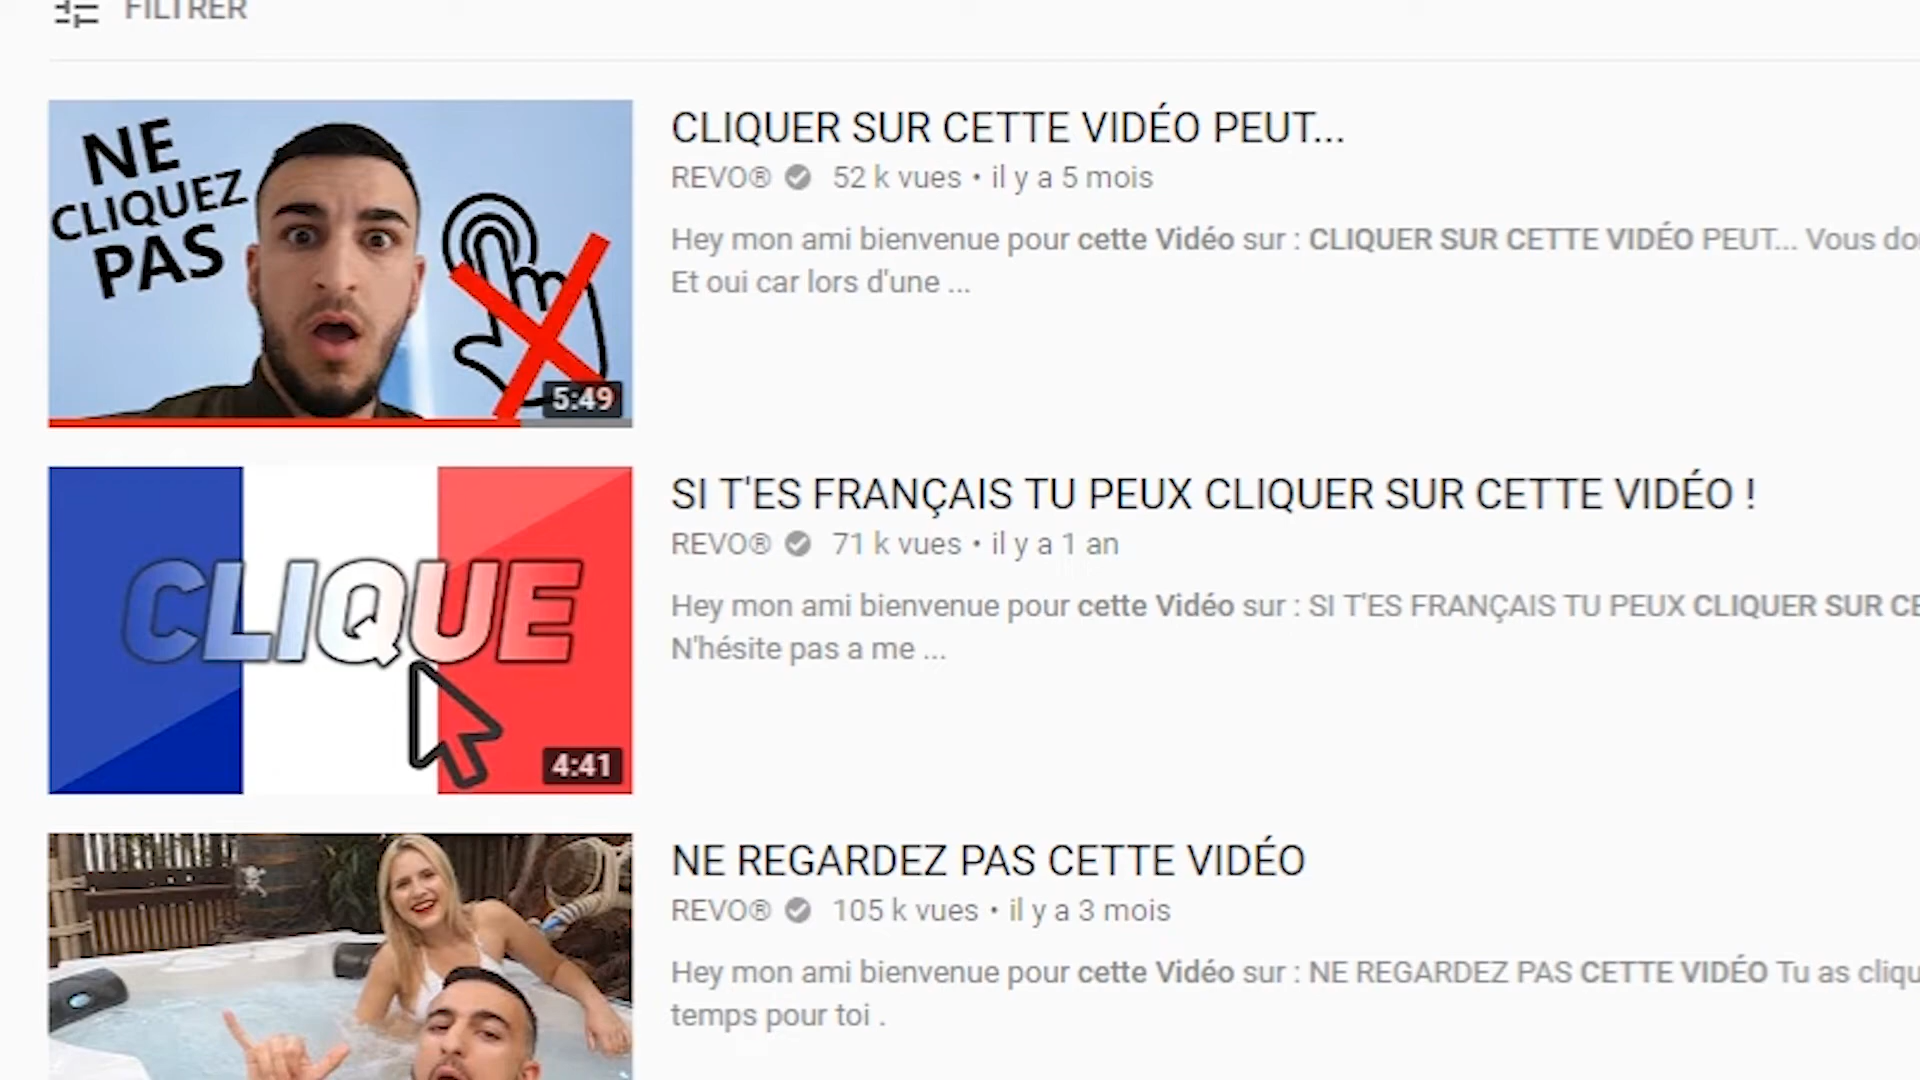 FILTRER
NE
CLIQUEZ
PAS
5:49
CLIQUER SUR CETTE VIDÉO PEUT...
REVO® 52 k vues • il y a 5 mois
Hey mon ami bienvenue pour cette Vidéo sur : CLIQUER SUR CETTE VIDÉO PEUT... Vous
Et oui car lors d'une ...
CLIQUE
4:41
SI T'ES FRANÇAIS TU PEUX CLIQUER SUR CETTE VIDÉO !
REVO® 71 k vues • il y a 1 an
Hey mon ami bienvenue pour cette Vidéo sur : SI T'ES FRANÇAIS TU PEUX CLIQUER SUR
N'hésite pas a me ...
NE REGARDEZ PAS CETTE VIDÉO
REVO® 105 k vues • il y a 3 mois
Hey mon ami bienvenue pour cette Vidéo sur : NE REGARDEZ PAS CETTE VIDÉO Tu as
temps pour toi .